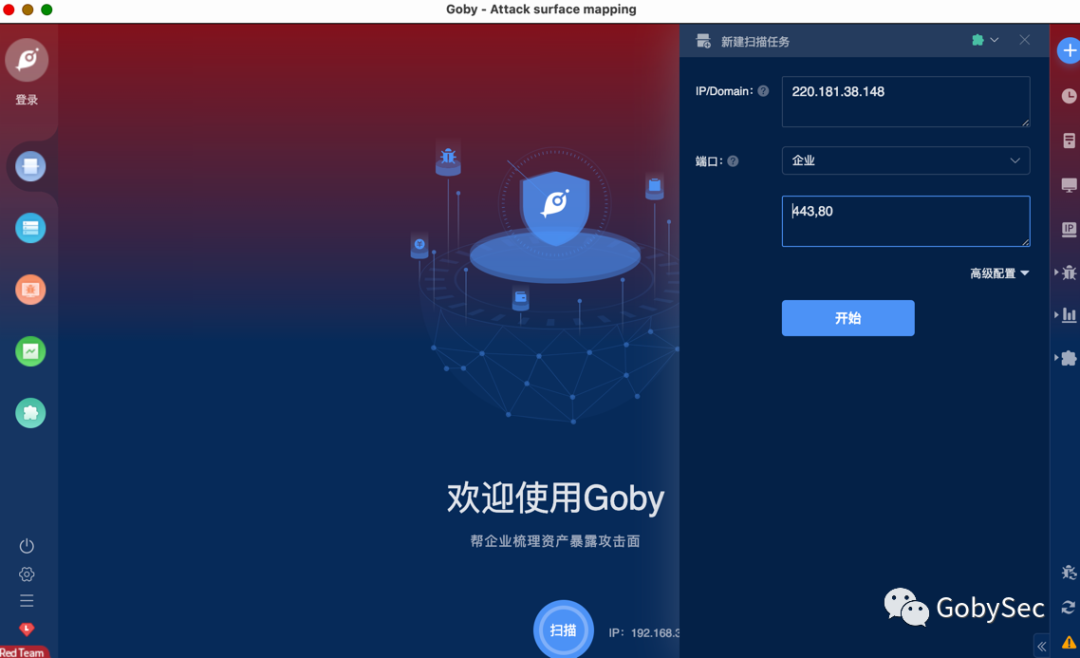 Goby - Attack surface mapping
登录
新建扫描任务
IP/Domain:
220.181.38.148
端口:
企业
443,80
高级配置
开始
IP
欢迎使用Goby
帮企业梳理资产暴露攻击面
扫描
IP: 192.168.3
GobySec
Red Team